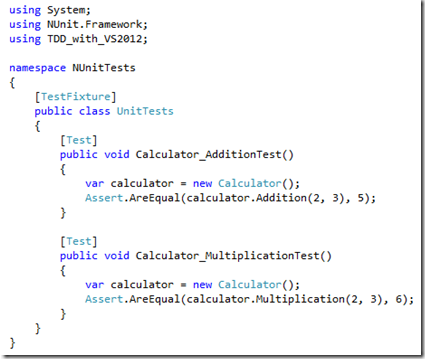 using System;
using NUnit.Framework;
using TDD_with_VS2012;

namespace NUnitTests
{
    [TestFixture]
    public class UnitTests
    {
        [Test]
        public void Calculator_AdditionTest()
        {
            var calculator = new Calculator();
            Assert.AreEqual(calculator.Addition(2, 3), 5);
        }

        [Test]
        public void Calculator_MultiplicationTest()
        {
            var calculator = new Calculator();
            Assert.AreEqual(calculator.Multiplication(2, 3), 6);
        }
    }
}